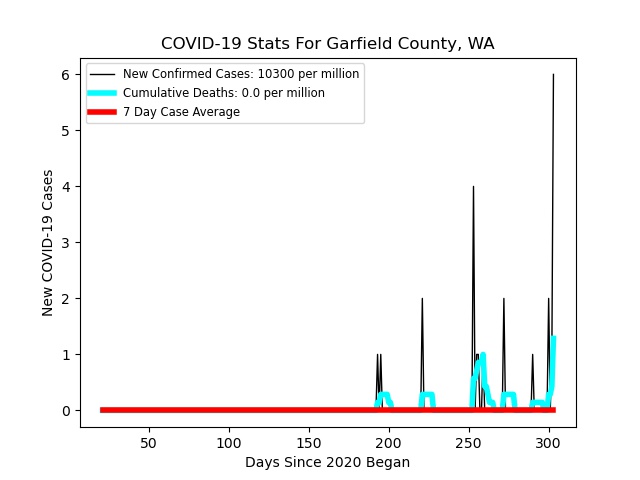 COVID-19 Stats For Garfield County, WA
New Confirmed Cases: 10300 per million
Cumulative Deaths: 0.0 per million
7 Day Case Average
New COVID-19 Cases
6
5
4
3
2
1
0
50 100 150 200 250 300
Days Since 2020 Began